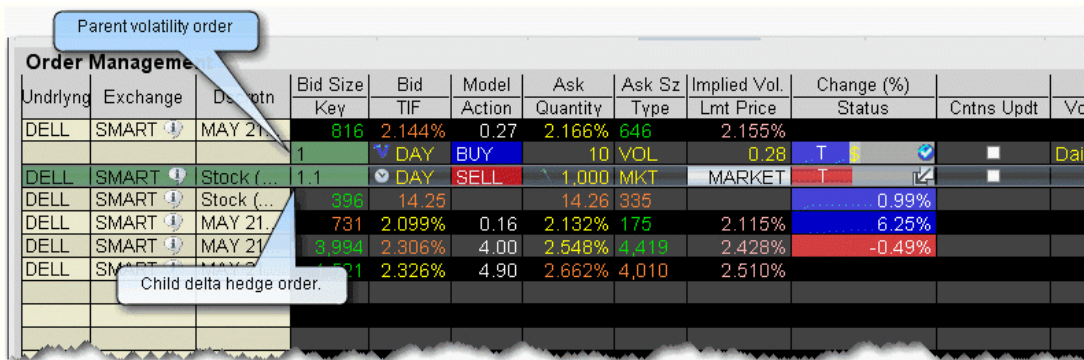 Parent volatility order
Order Manageme
Undrlyng Exchange Dscrptn Bid Size Bid Model Ask Ask Sz Implied Vol. Change (%)
Key TIF Action Quantity Type Lmt Price Status Cntns Updt Vo
DELL SMART MAY 21... 816 2.144% 0.27 2.166% 646 2.155%
1 DAY BUY 10 VOL 0.28 T $ Dai
DELL SMART Stock (... 1.1 DAY SELL 1,000 MKT MARKET T
DELL SMART Stock (... 396 14.25 14.26 335 0.99%
DELL SMART MAY 21... 731 2.099% 0.16 2.132% 175 2.115% 6.25%
DELL SMART MAY 21... 3,994 2.306% 4.00 2.548% 4,419 2.428% -0.49%
DELL 2.326% 4.90 2.662% 4,010 2.510%
Child delta hedge order.